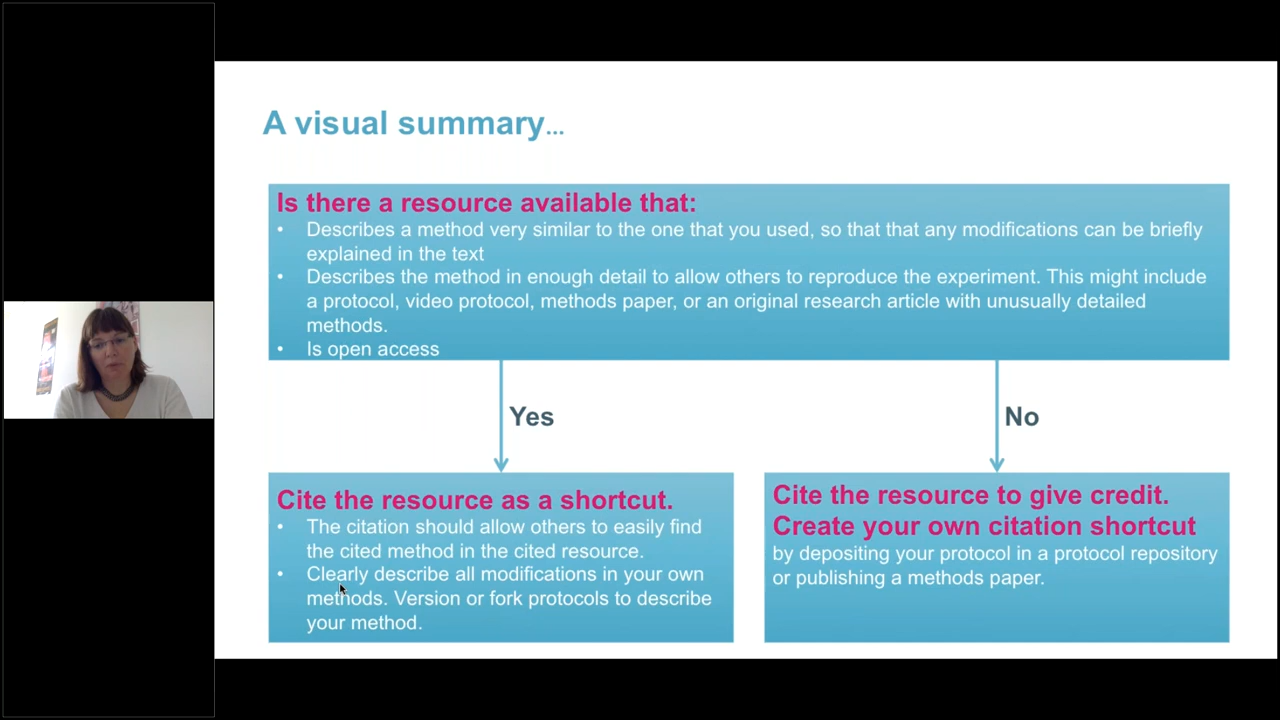 A visual summary...
Is there a resource available that:
• Describes a method very similar to the one that you used, so that that any modifications can be briefly
explained in the text
• Describes the method in enough detail to allow others to reproduce the experiment. This might include
a protocol, video protocol, methods paper, or an original research article with unusually detailed
methods.
• Is open access
Yes
No
Cite the resource as a shortcut.
• The citation should allow others to easily find
the cited method in the cited resource.
• Clearly describe all modifications in your own
methods. Version or fork protocols to describe
your method.
Cite the resource to give credit.
Create your own citation shortcut
by depositing your protocol in a protocol repository
or publishing a methods paper.